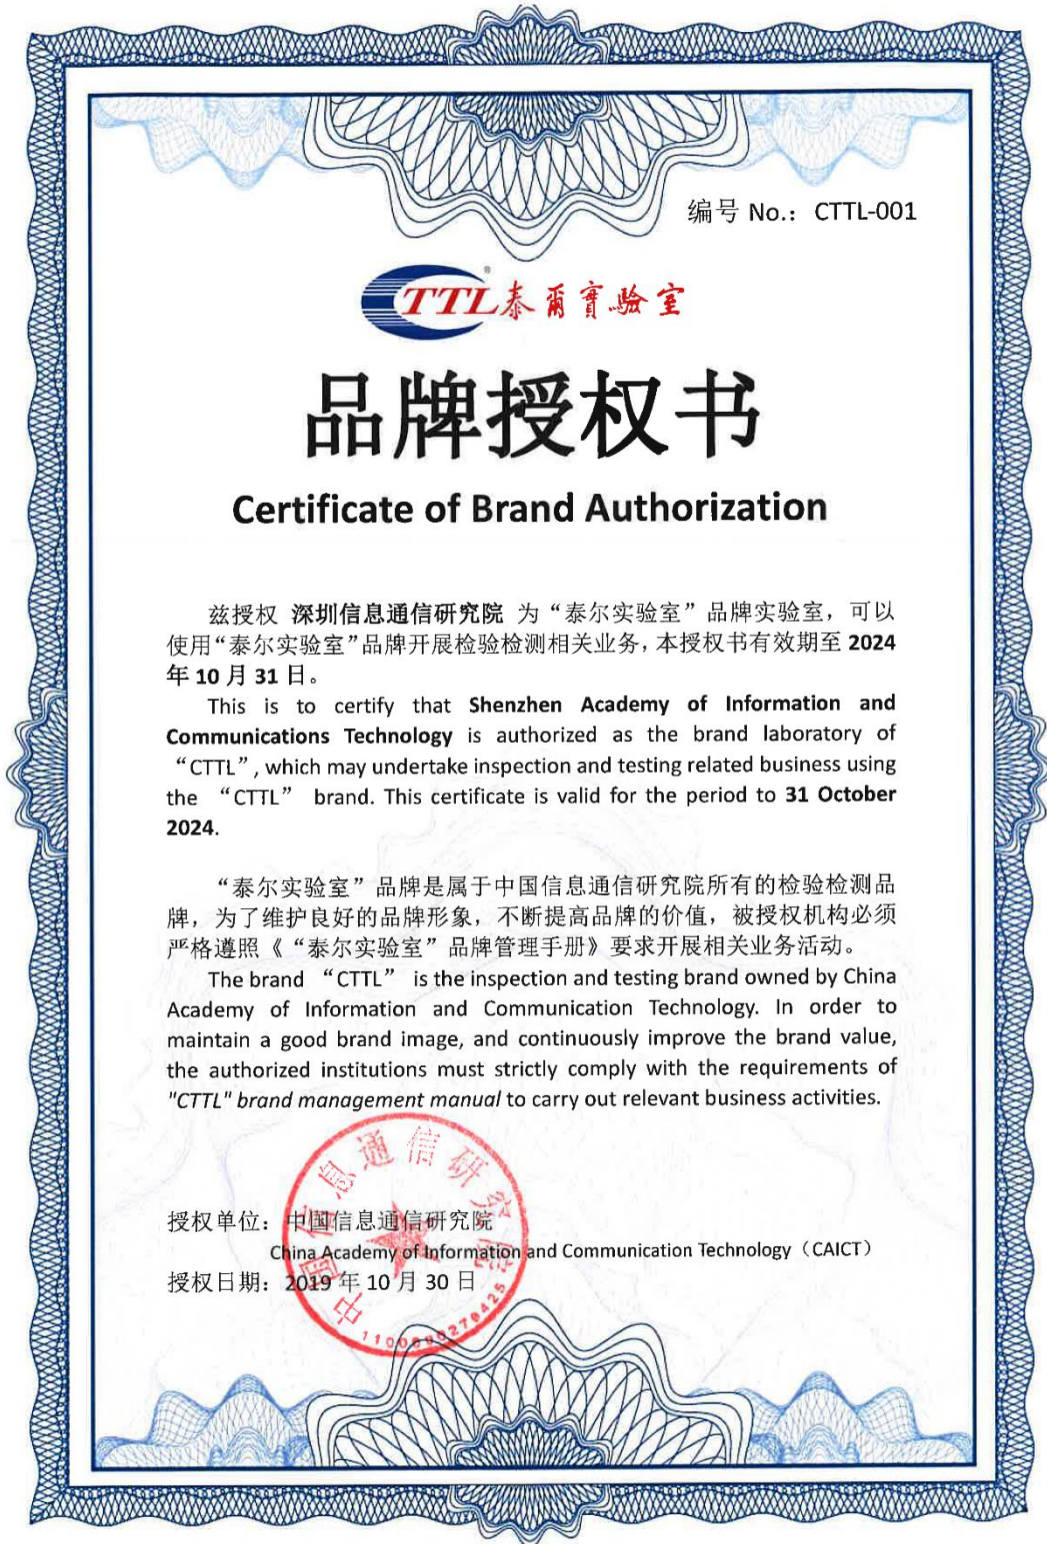 编号 No.： CTTL-001
CTTL® 泰爾實驗室
品牌授权书
Certificate of Brand Authorization
兹授权 深圳信息通信研究院 为“泰尔实验室”品牌实验室，可以
使用“泰尔实验室”品牌开展检验检测相关业务，本授权书有效期至 2024
年 10 月 31 日。
This is to certify that Shenzhen Academy of Information and
Communications Technology is authorized as the brand laboratory of
“CTTL”, which may undertake inspection and testing related business using
the “CTTL” brand. This certificate is valid for the period to 31 October
2024.
“泰尔实验室”品牌是属于中国信息通信研究院所有的检验检测品
牌，为了维护良好的品牌形象，不断提高品牌的价值，被授权机构必须
严格遵照《“泰尔实验室”品牌管理手册》要求开展相关业务活动。
The brand “CTTL” is the inspection and testing brand owned by China
Academy of Information and Communication Technology. In order to
maintain a good brand image, and continuously improve the brand value,
the authorized institutions must strictly comply with the requirements of
"CTTL" brand management manual to carry out relevant business activities.
授权单位：中国信息通信研究院
China Academy of Information and Communication Technology（CAICT）
授权日期：2019 年 10 月 30 日
中国信息通信研究院